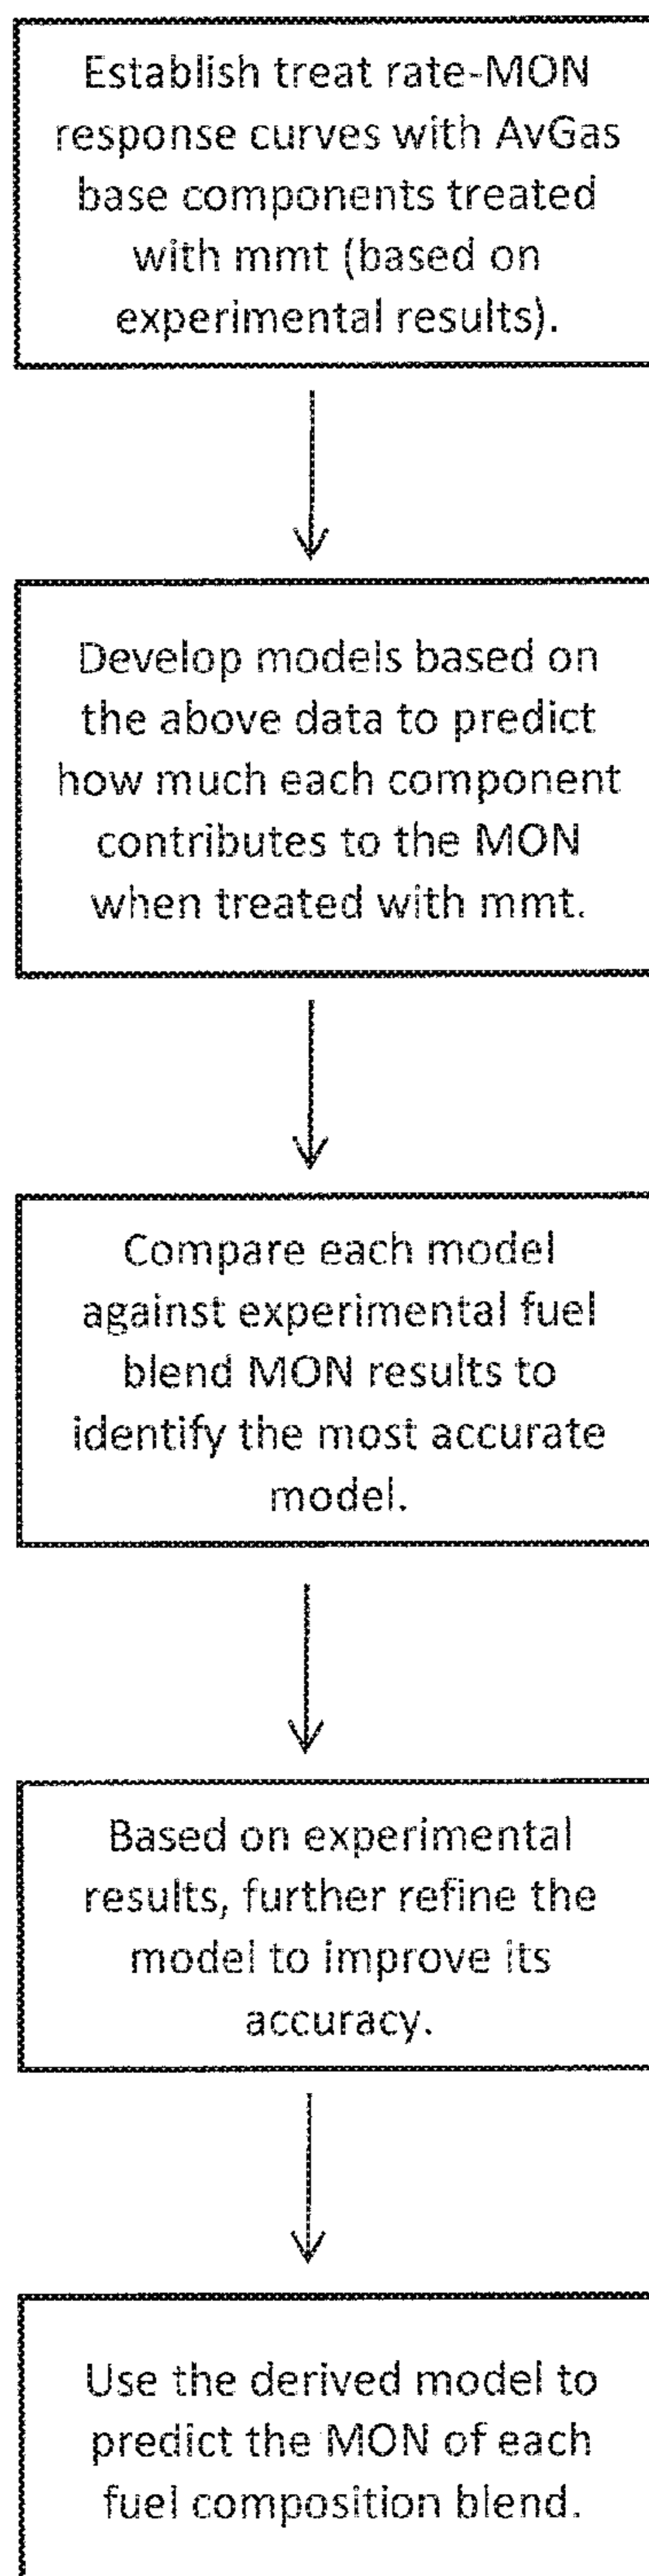 Establish treat rate-MON
response curves with AvGas
base components treated
with mmt (based on
experimental results).
Develop models based on
the above data to predict
how much each component
contributes to the MON
when treated with mmt.
Compare each model
against experimental fuel
blend MON results to
identify the most accurate
model.
Based on experimental
results, further refine the
model to improve its
accuracy.
Use the derived model to
predict the MON of each
fuel composition blend.